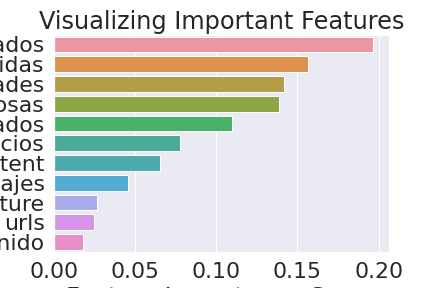 Visualizing Important Features
ados
idas
ades
osas
ados
cios
tent
ajes
ture
urls
nido
0.00 0.05 0.10 0.15 0.20